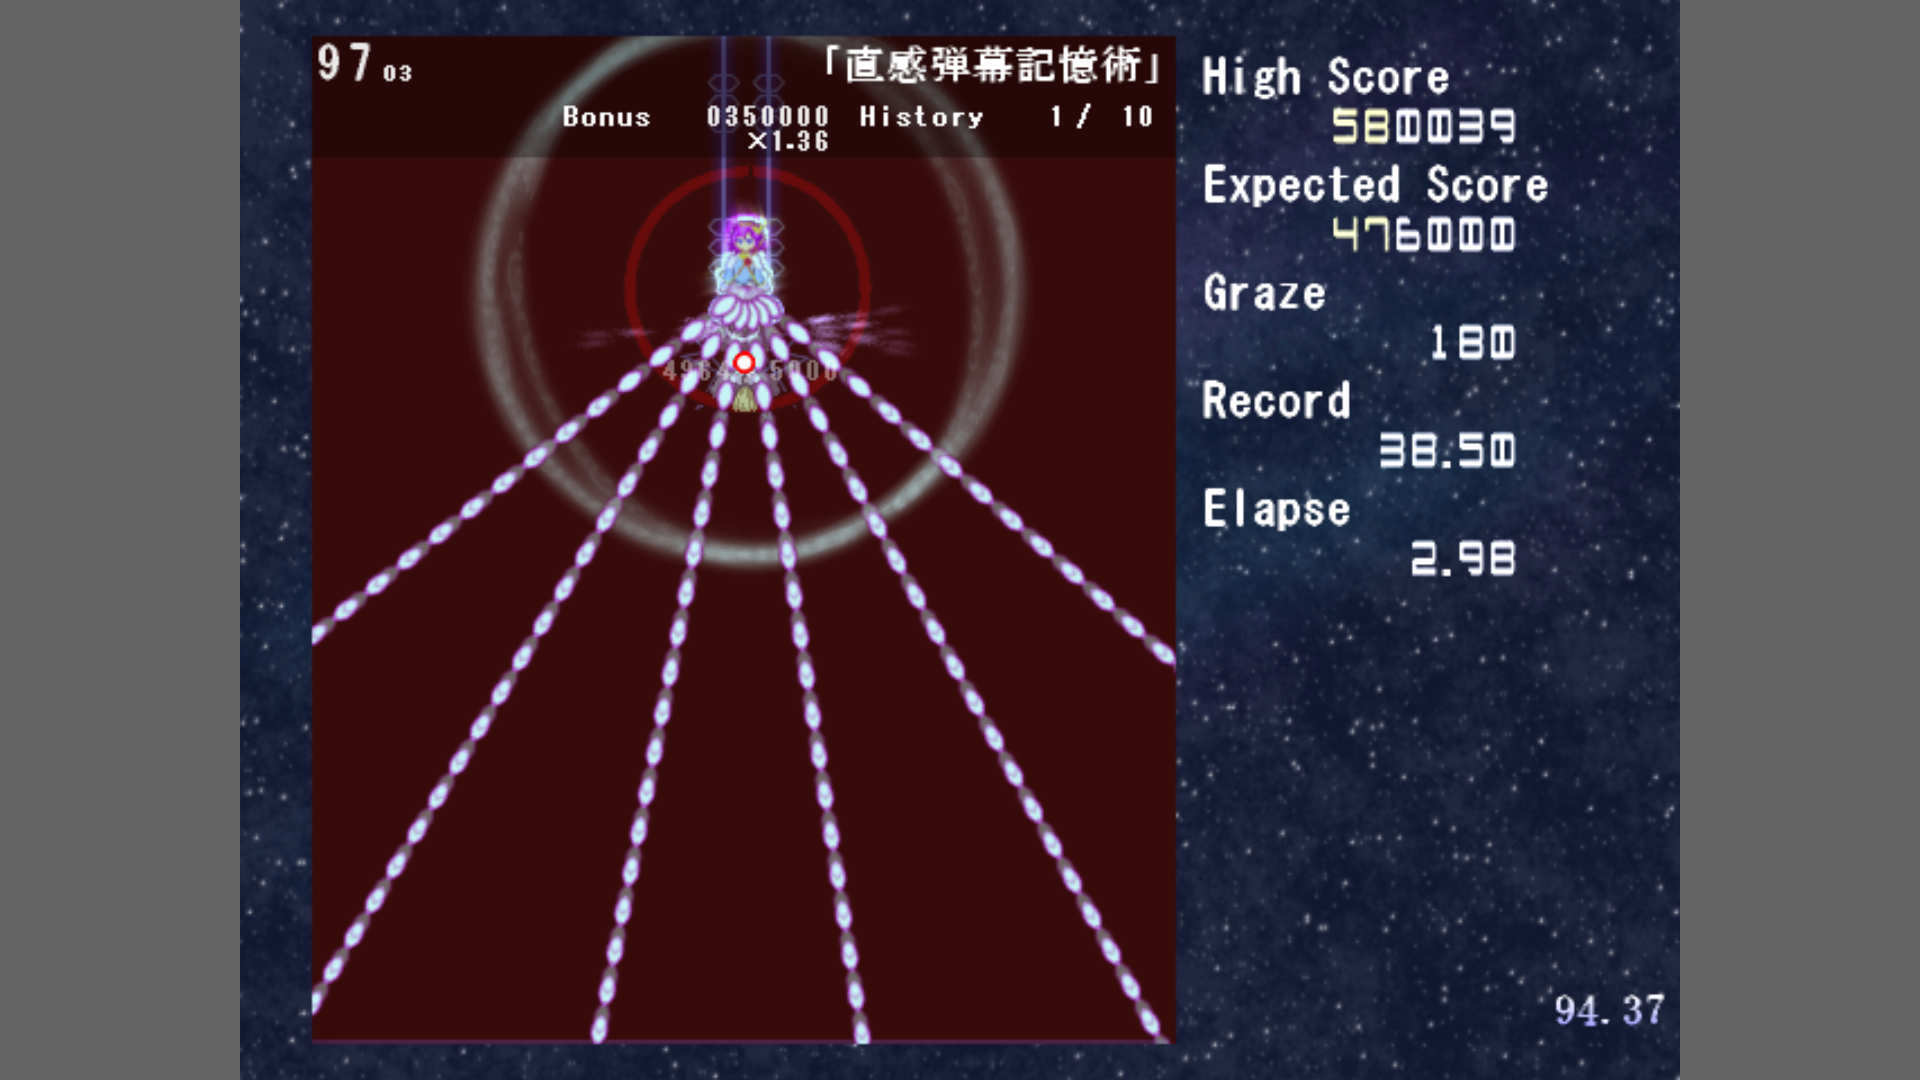 97 03
「直感弾幕記憶術」
Bonus 0350000 History 1 / 10
×1.36
High Score
580039
Expected Score
476000
Graze
180
Record
38.50
Elapse
2.98
94.37